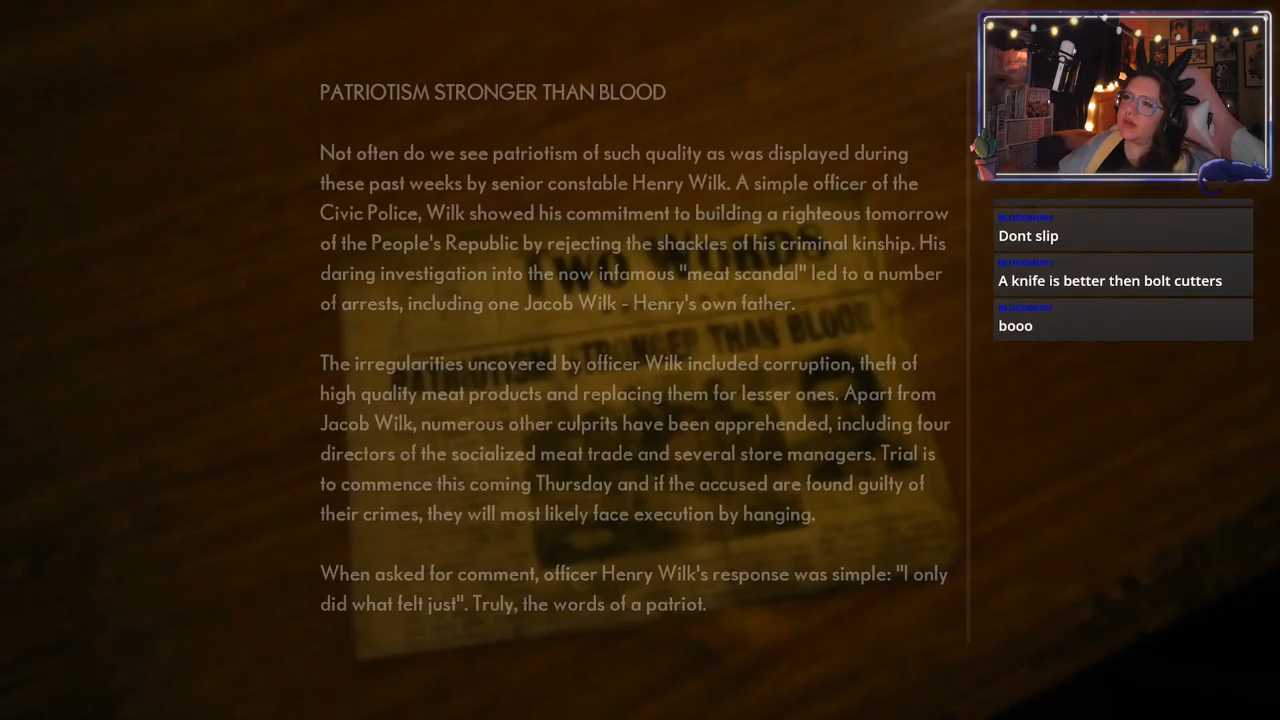 PATRIOTISM STRONGER THAN BLOOD
Not often do we see patriotism of such quality as was displayed during
these past weeks by senior constable Henry Wilk. A simple officer of the
Civic Police, Wilk showed his commitment to building a righteous tomorrow
of the People's Republic by rejecting the shackles of his criminal kinship. His
daring investigation into the now infamous "meat scandal" led to a number
of arrests, including one Jacob Wilk - Henry's own father.
The irregularities uncovered by officer Wilk included corruption, theft of
high quality meat products and replacing them for lesser ones. Apart from
Jacob Wilk, numerous other culprits have been apprehended, including four
directors of the socialized meat trade and several store managers. Trial is
to commence this coming Thursday and if the accused are found guilty of
their crimes, they will most likely face execution by hanging.
When asked for comment, officer Henry Wilk's response was simple: "I only
did what felt just". Truly, the words of a patriot.
TWO WORDS
PATRIOTISM STRONGER THAN BLOOD
Dont slip
A knife is better then bolt cutters
booo